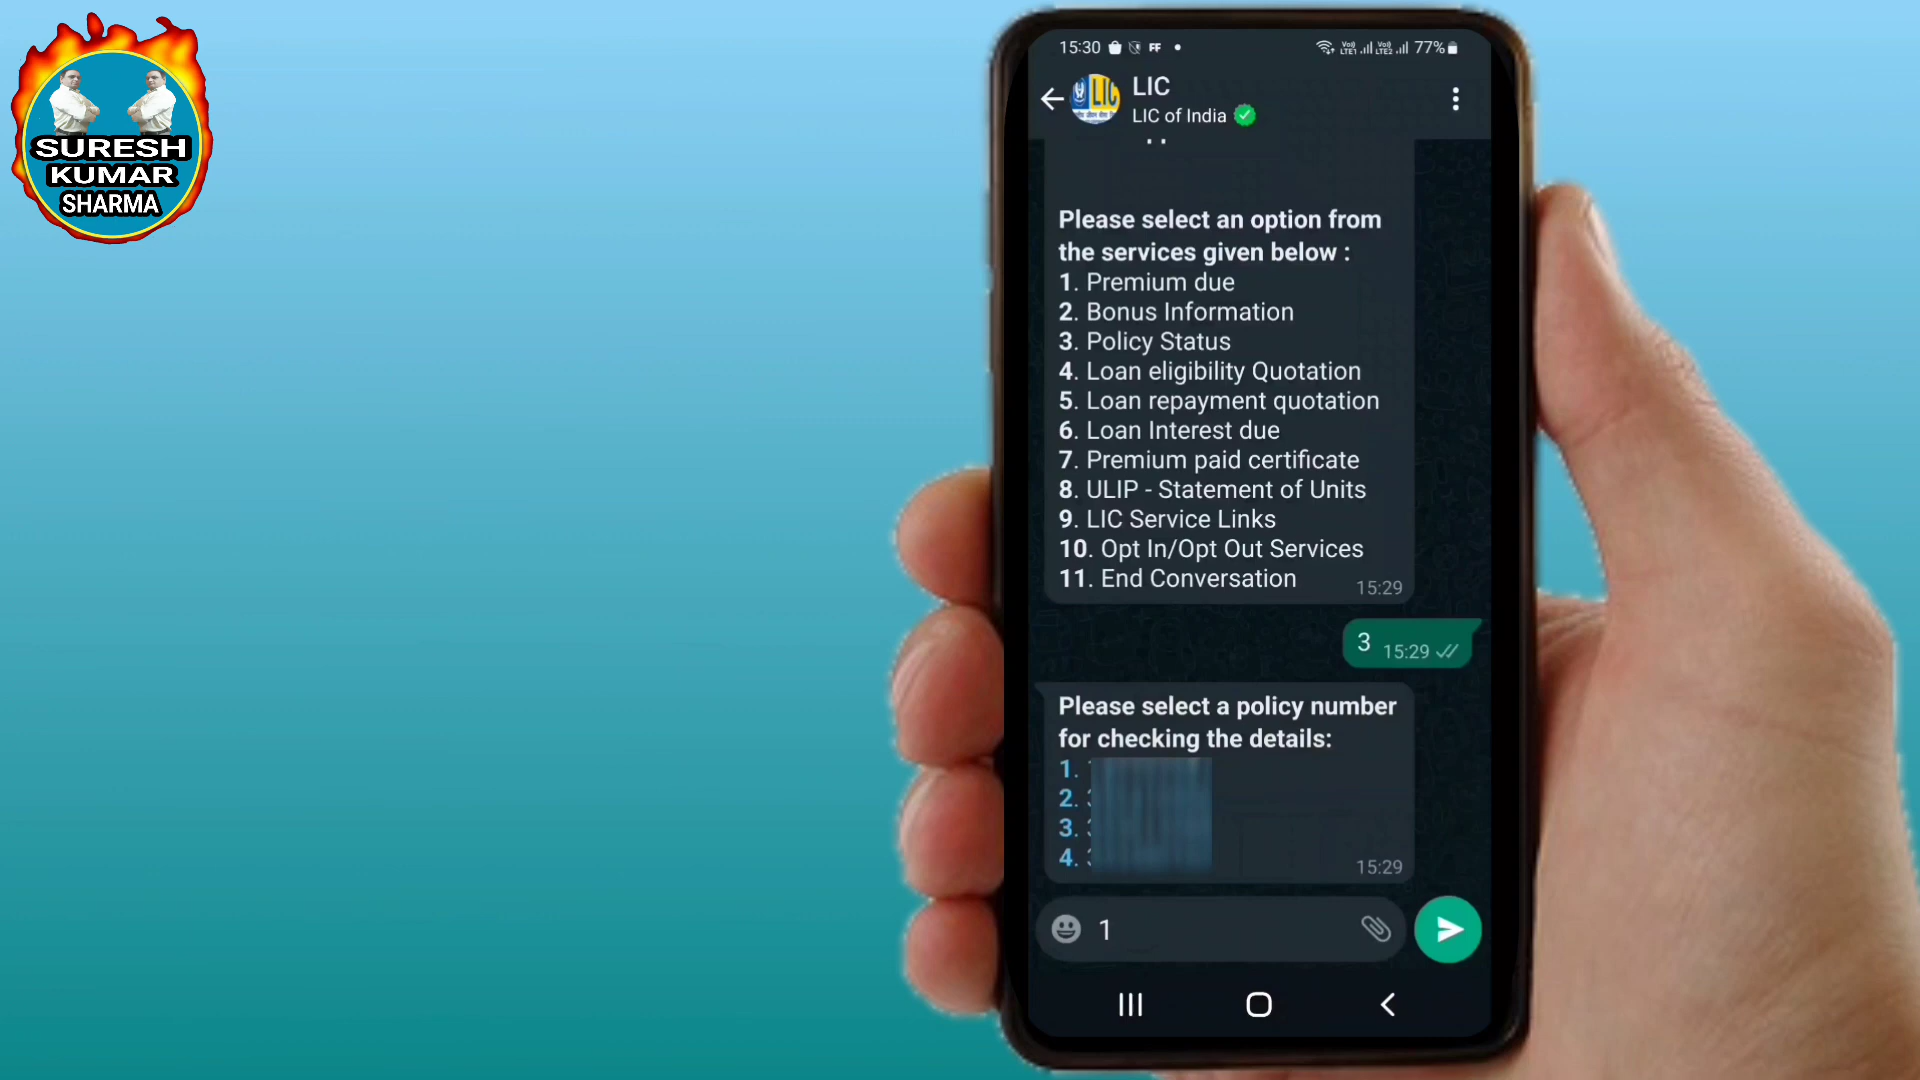 SURESH
KUMAR
SHARMA
15:30 FF LTE1 LTE2 77%
LIC
LIC of India
Please select an option from
the services given below :
1. Premium due
2. Bonus Information
3. Policy Status
4. Loan eligibility Quotation
5. Loan repayment quotation
6. Loan Interest due
7. Premium paid certificate
8. ULIP - Statement of Units
9. LIC Service Links
10. Opt In/Opt Out Services
11. End Conversation
15:29
3 15:29
Please select a policy number
for checking the details:
1.
2.
3.
4.
15:29
1